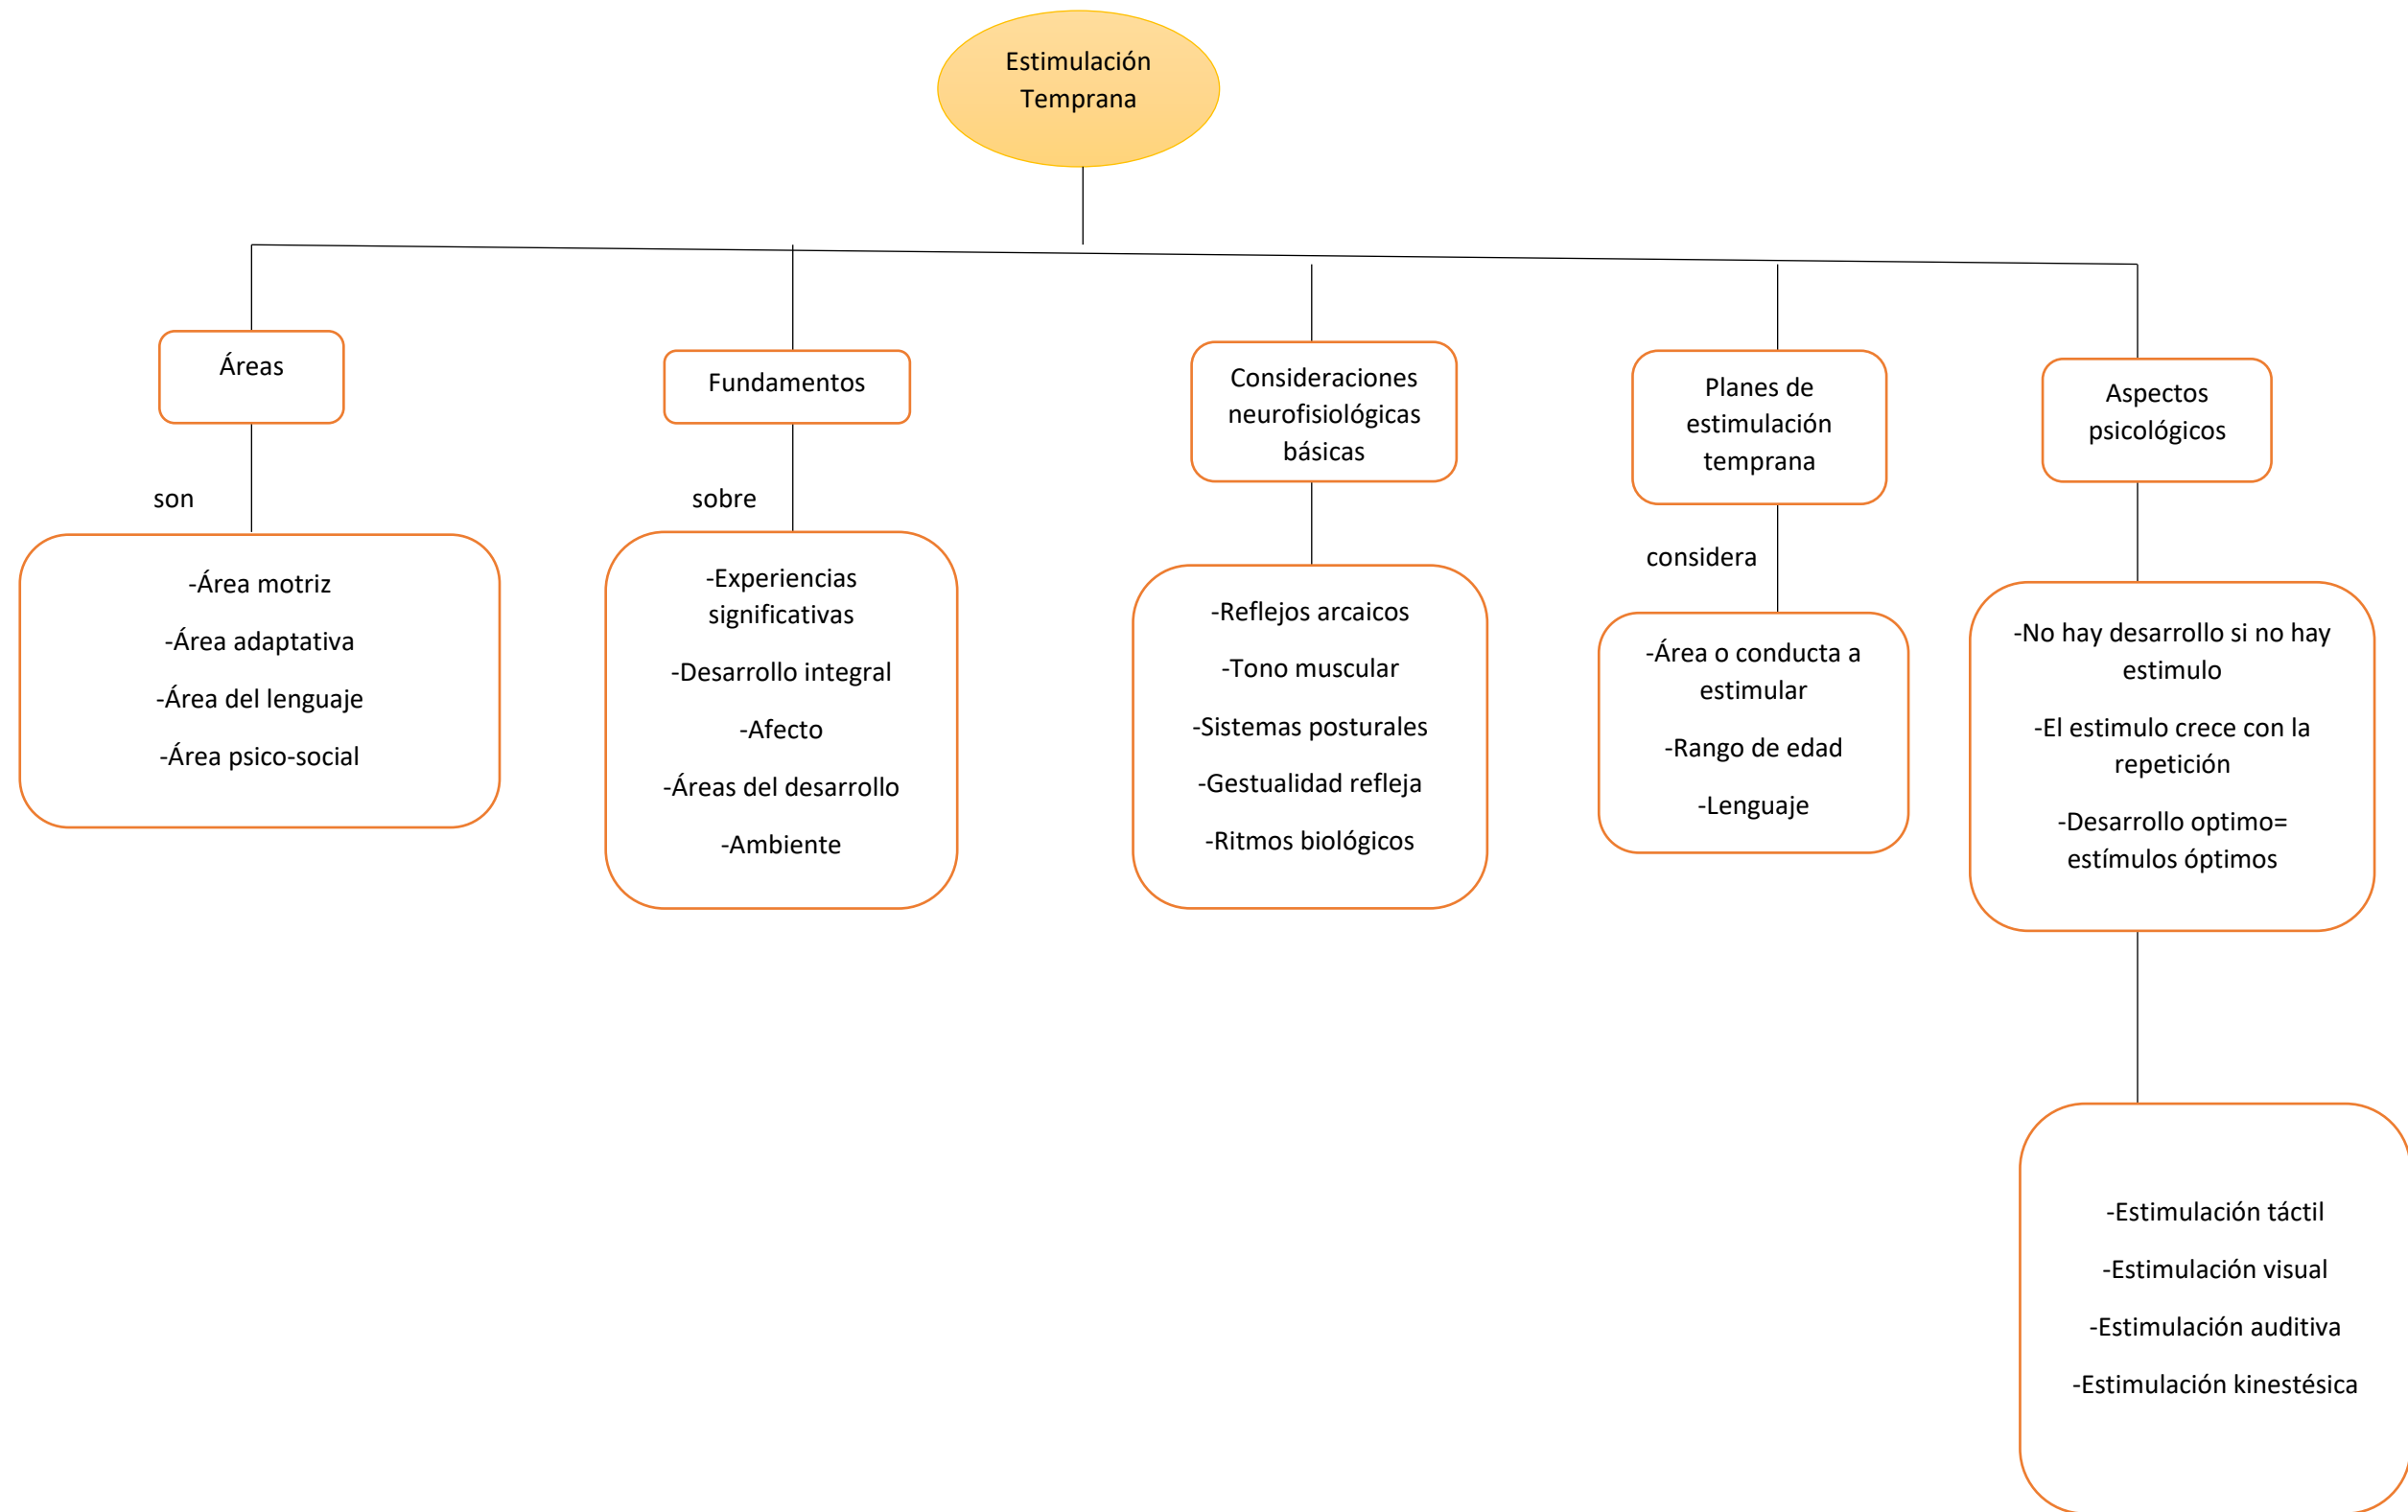 Estimulación
Temprana
Áreas
son
-Área motriz
-Área adaptativa
-Área del lenguaje
-Área psico-social
Fundamentos
sobre
-Experiencias
significativas
-Desarrollo integral
-Afecto
-Áreas del desarrollo
-Ambiente
Consideraciones
neurofisiológicas
básicas
-Reflejos arcaicos
-Tono muscular
-Sistemas posturales
-Gestualidad refleja
-Ritmos biológicos
Planes de
estimulación
temprana
considera
-Área o conducta a
estimular
-Rango de edad
-Lenguaje
Aspectos
psicológicos
-No hay desarrollo si no hay
estimulo
-El estimulo crece con la
repetición
-Desarrollo optimo=
estímulos óptimos
-Estimulación táctil
-Estimulación visual
-Estimulación auditiva
-Estimulación kinestésica